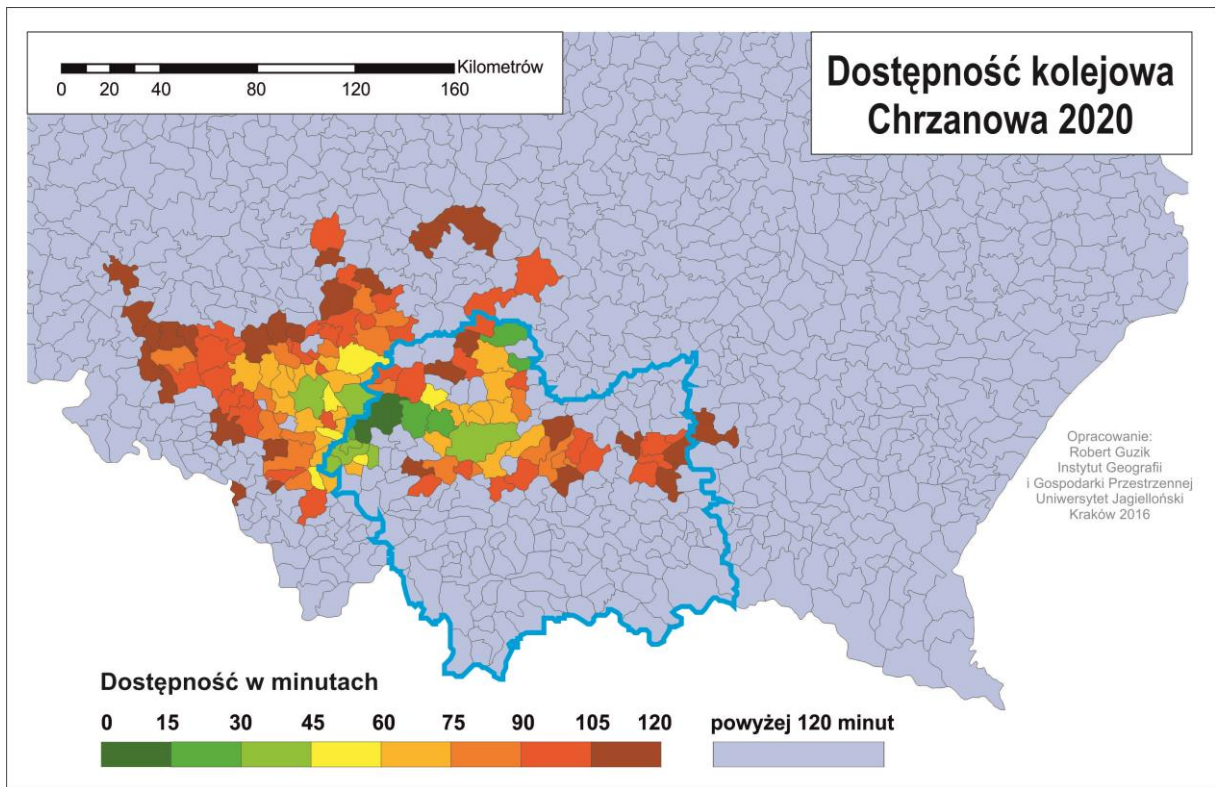 Kilometrów
0 20 40 80 120 160
Dostępność kolejowa
Chrzanowa 2020
Opracowanie:
Robert Guzik
Instytut Geografii
i Gospodarki Przestrzennej
Uniwersytet Jagielloński
Kraków 2016
Dostępność w minutach
0 15 30 45 60 75 90 105 120 powyżej 120 minut